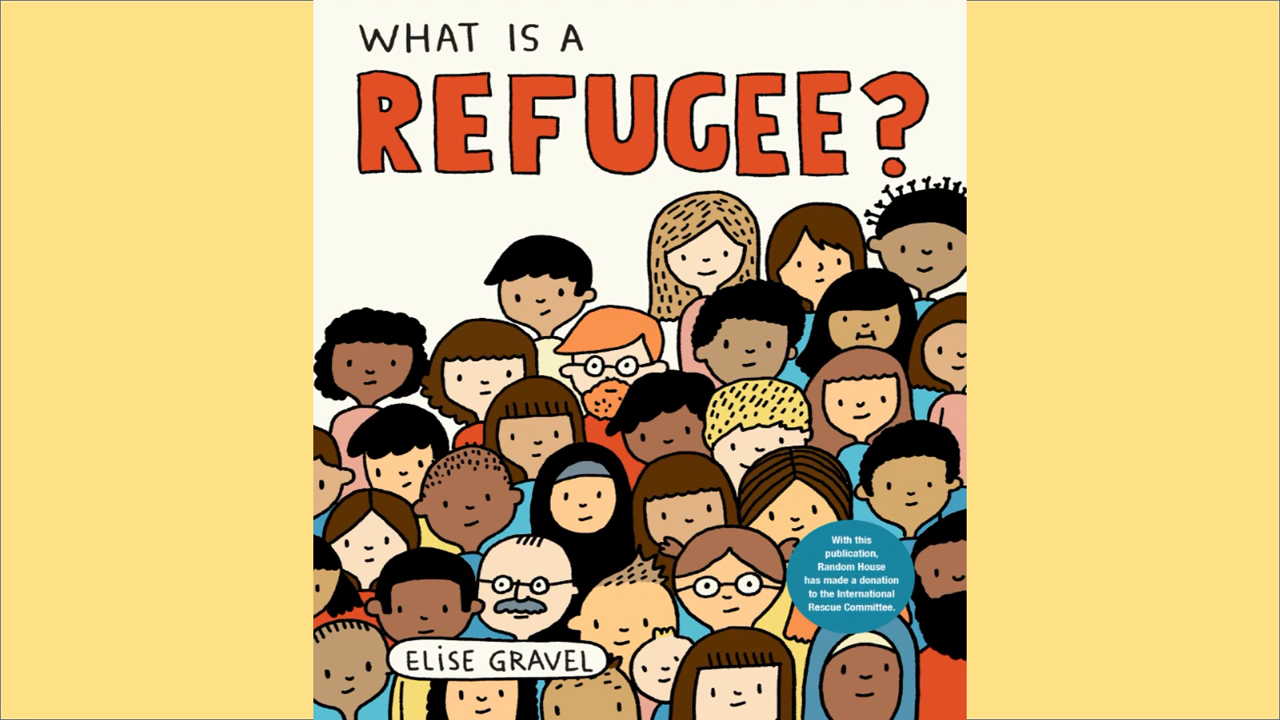 WHAT IS A
REFUGEE?
With this
publication,
Random House
has made a donation
to the International
Rescue Committee.
ELiSE GRAVEL